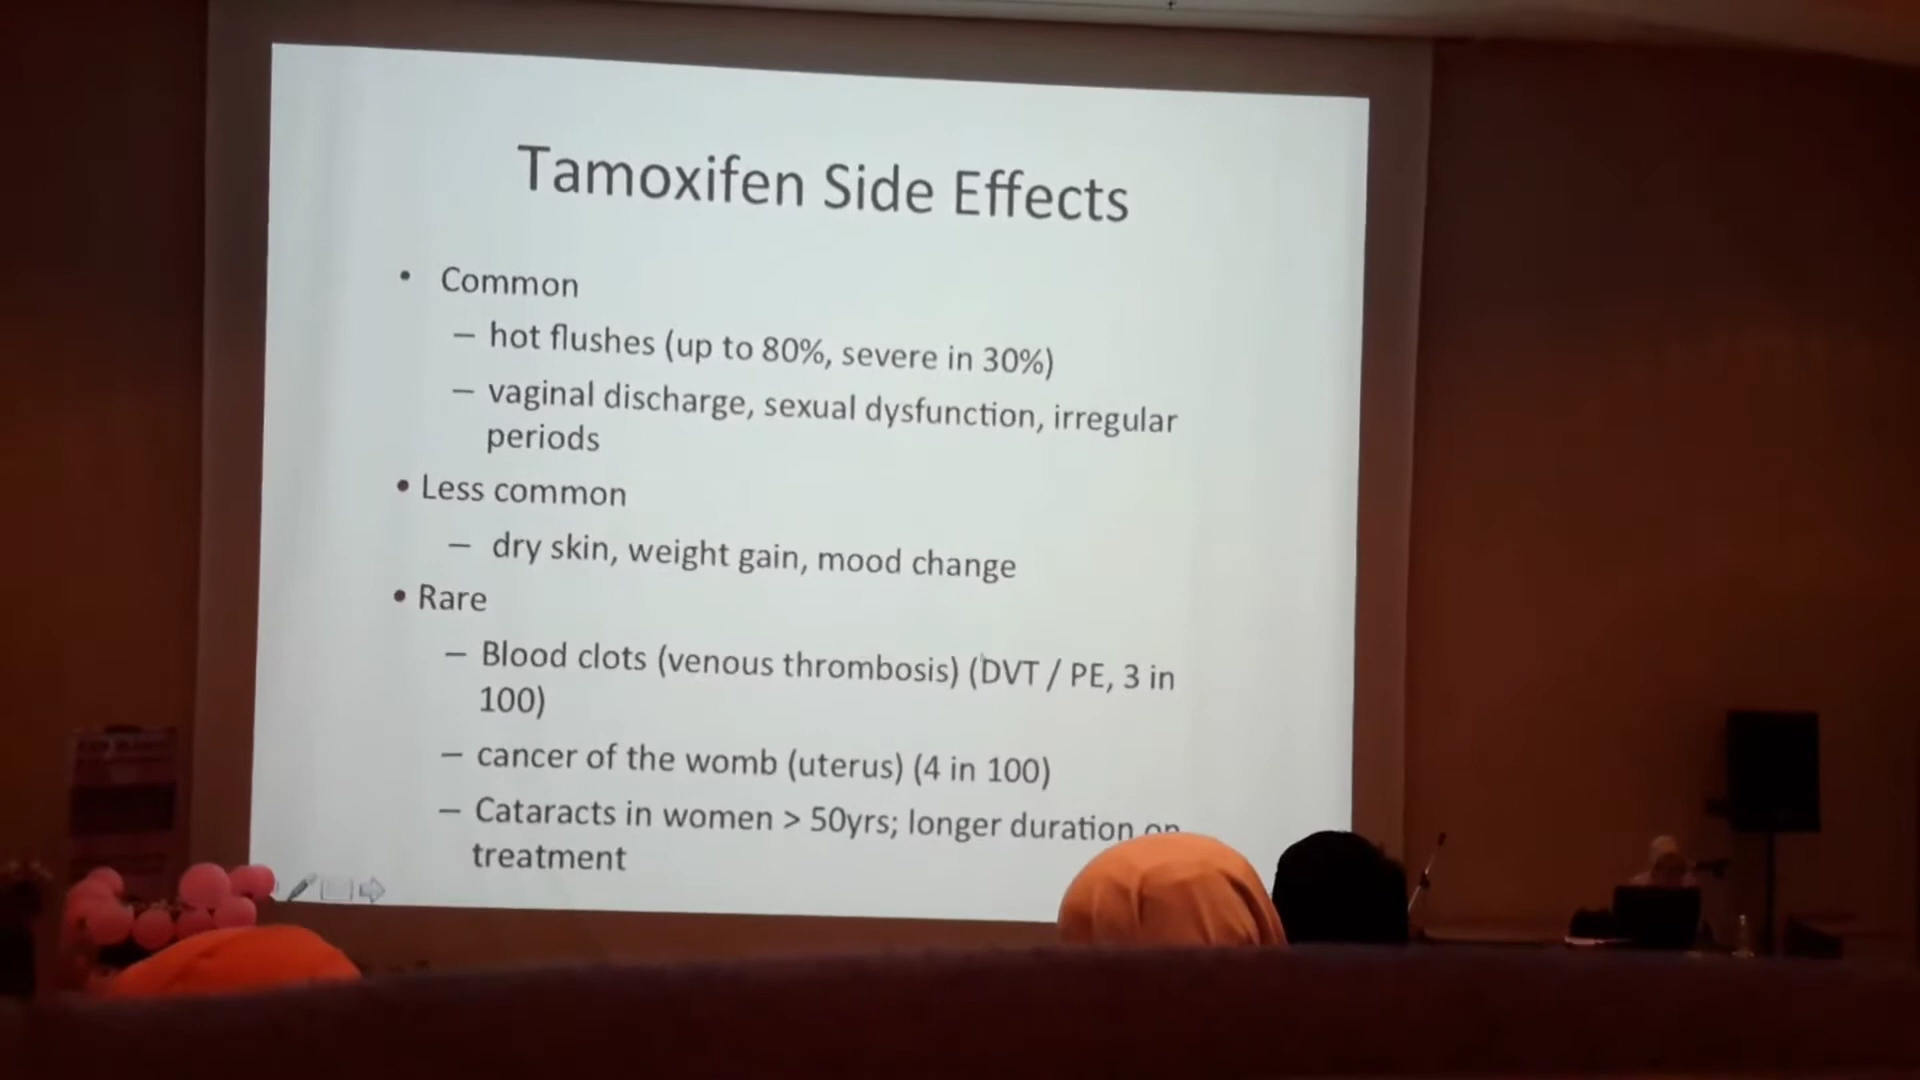 Tamoxifen Side Effects
• Common
– hot flushes (up to 80%, severe in 30%)
– vaginal discharge, sexual dysfunction, irregular
periods
• Less common
– dry skin, weight gain, mood change
• Rare
– Blood clots (venous thrombosis) (DVT / PE, 3 in
100)
– cancer of the womb (uterus) (4 in 100)
– Cataracts in women > 50yrs; longer duration on
treatment